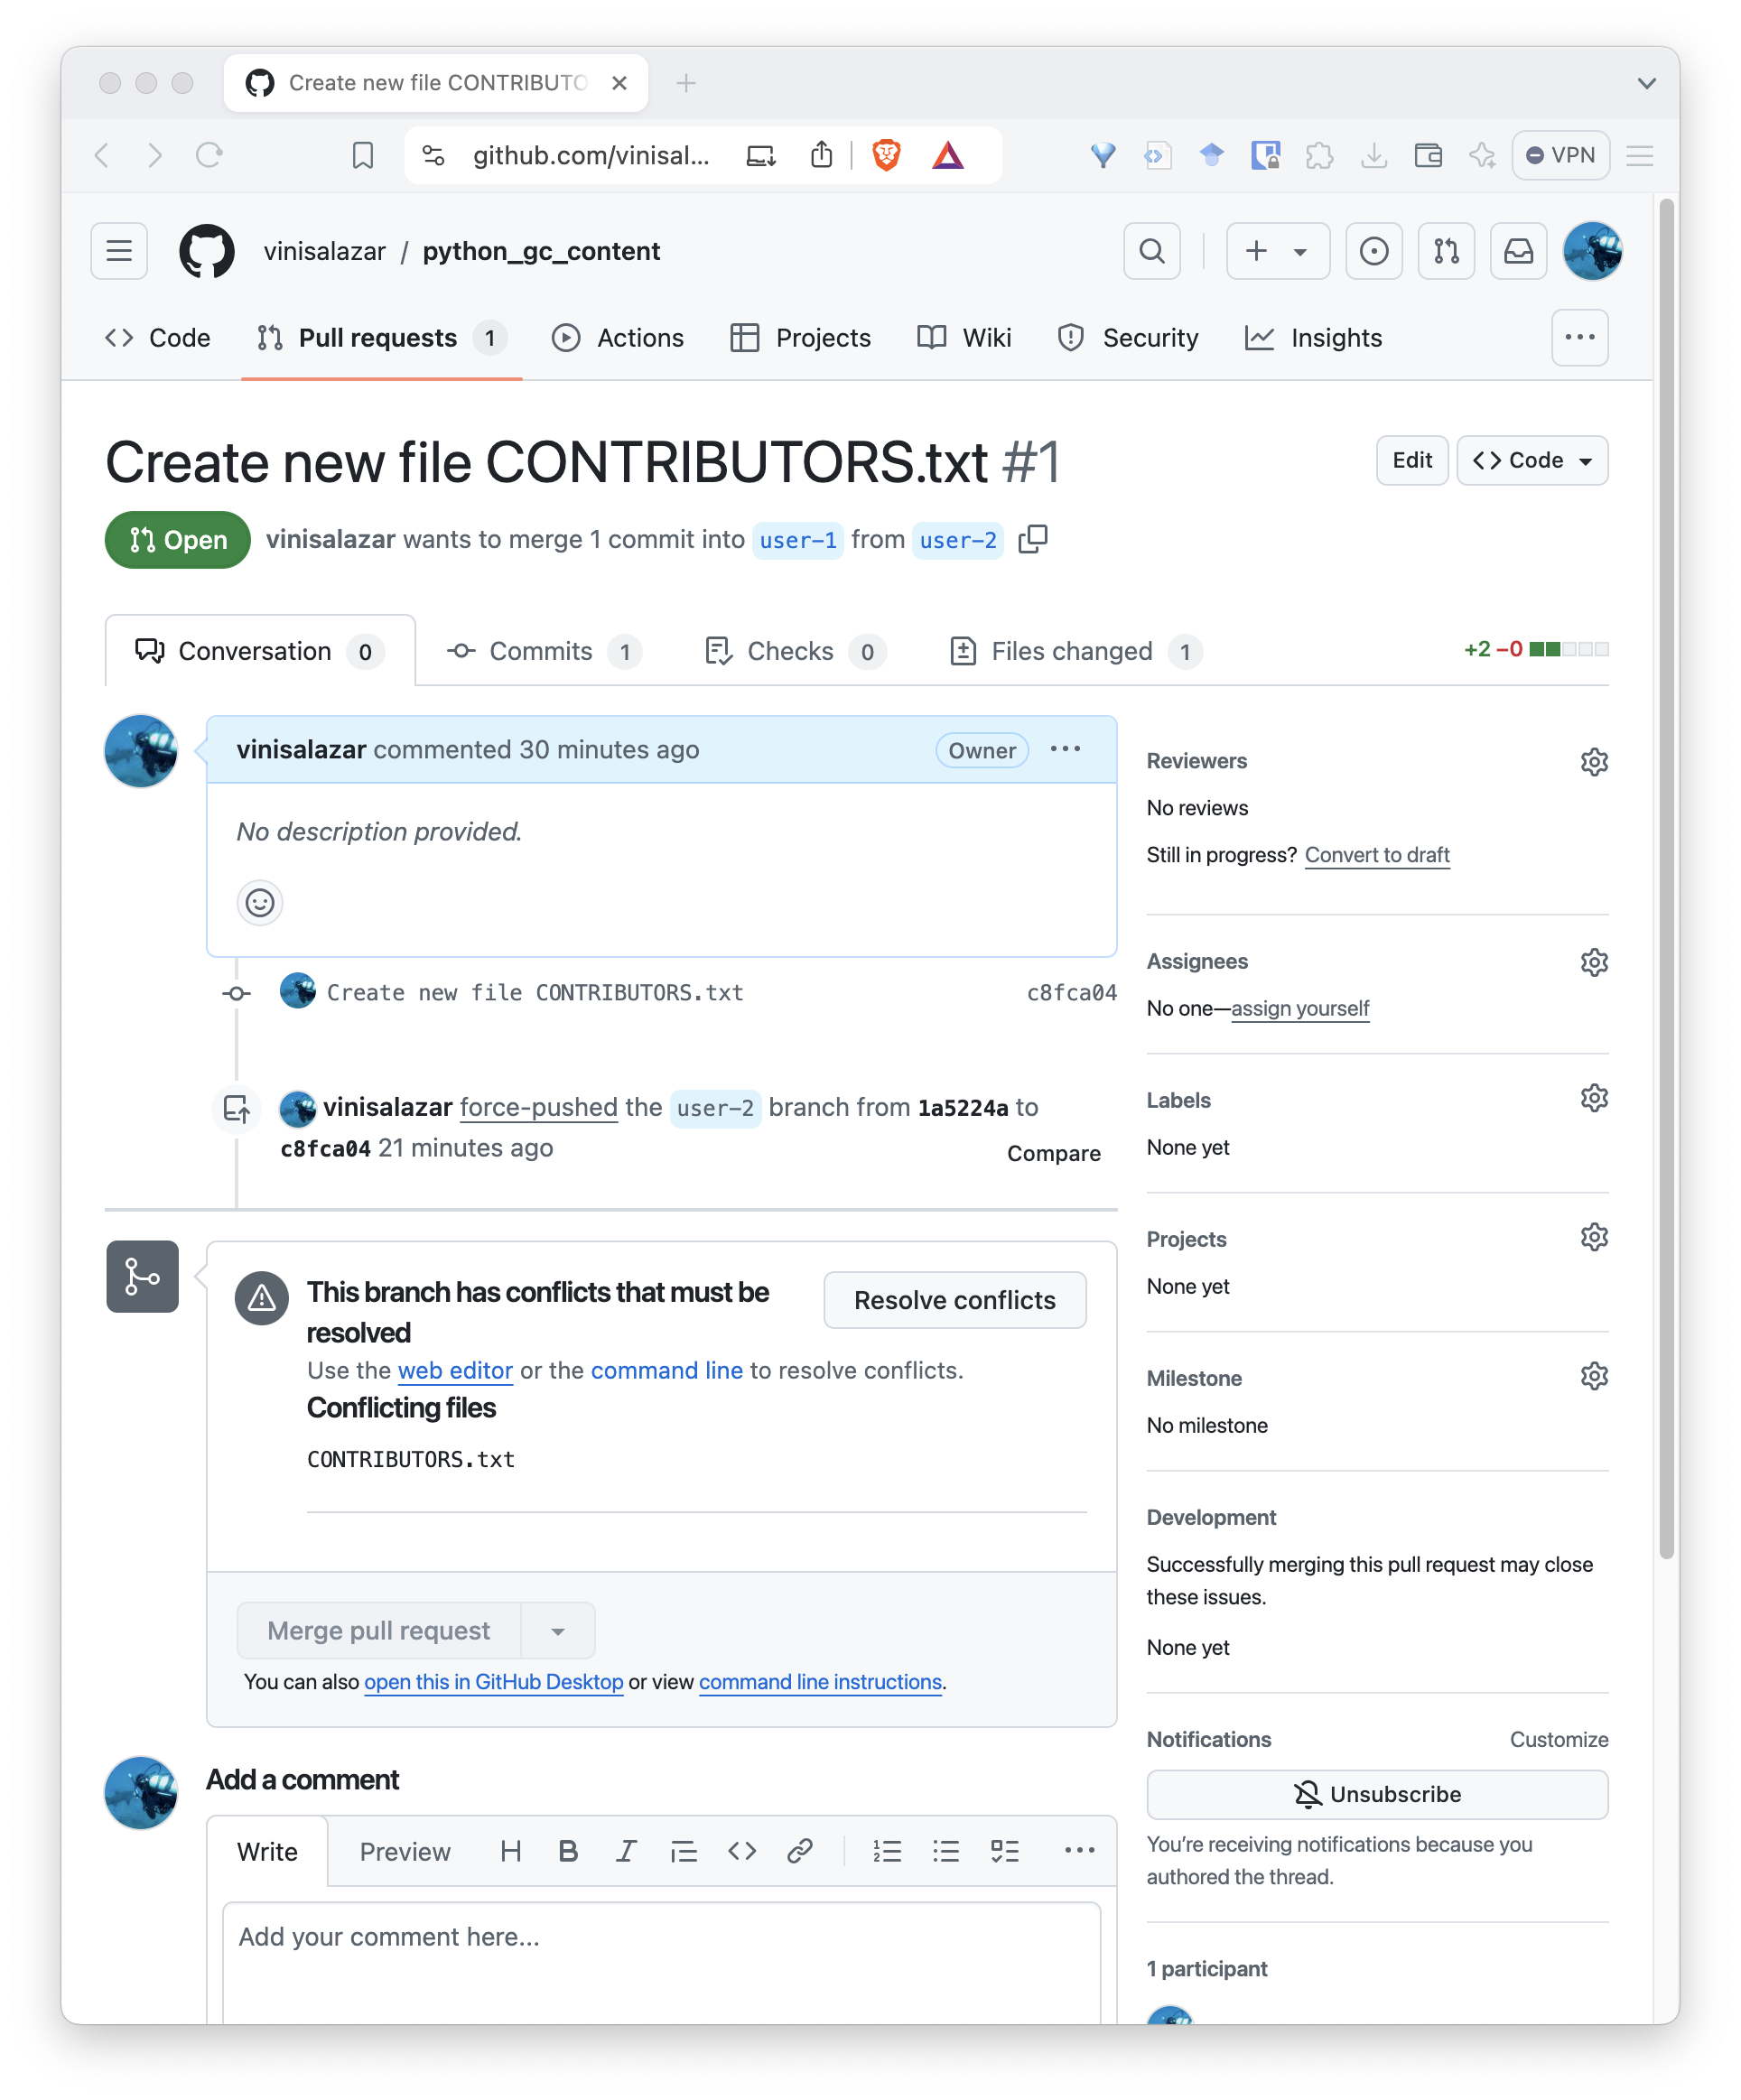 Create new file CONTRIBUTO
github.com/vinisal...
VPN
vinisalazar / python_gc_content
Code
Pull requests 1
Actions
Projects
Wiki
Security
Insights
Create new file CONTRIBUTORS.txt #1
Edit
Code
Open
vinisalazar wants to merge 1 commit into user-1 from user-2
Conversation 0
Commits 1
Checks 0
Files changed 1
+2 −0
vinisalazar commented 30 minutes ago
Owner
No description provided.
Create new file CONTRIBUTORS.txt
c8fca04
vinisalazar force-pushed the user-2 branch from 1a5224a to
c8fca04 21 minutes ago
Compare
This branch has conflicts that must be
resolved
Resolve conflicts
Use the web editor or the command line to resolve conflicts.
Conflicting files
CONTRIBUTORS.txt
Merge pull request
You can also open this in GitHub Desktop or view command line instructions.
Add a comment
Write
Preview
Add your comment here...
Reviewers
No reviews
Still in progress? Convert to draft
Assignees
No one—assign yourself
Labels
None yet
Projects
None yet
Milestone
No milestone
Development
Successfully merging this pull request may close
these issues.
None yet
Notifications
Customize
Unsubscribe
You’re receiving notifications because you
authored the thread.
1 participant